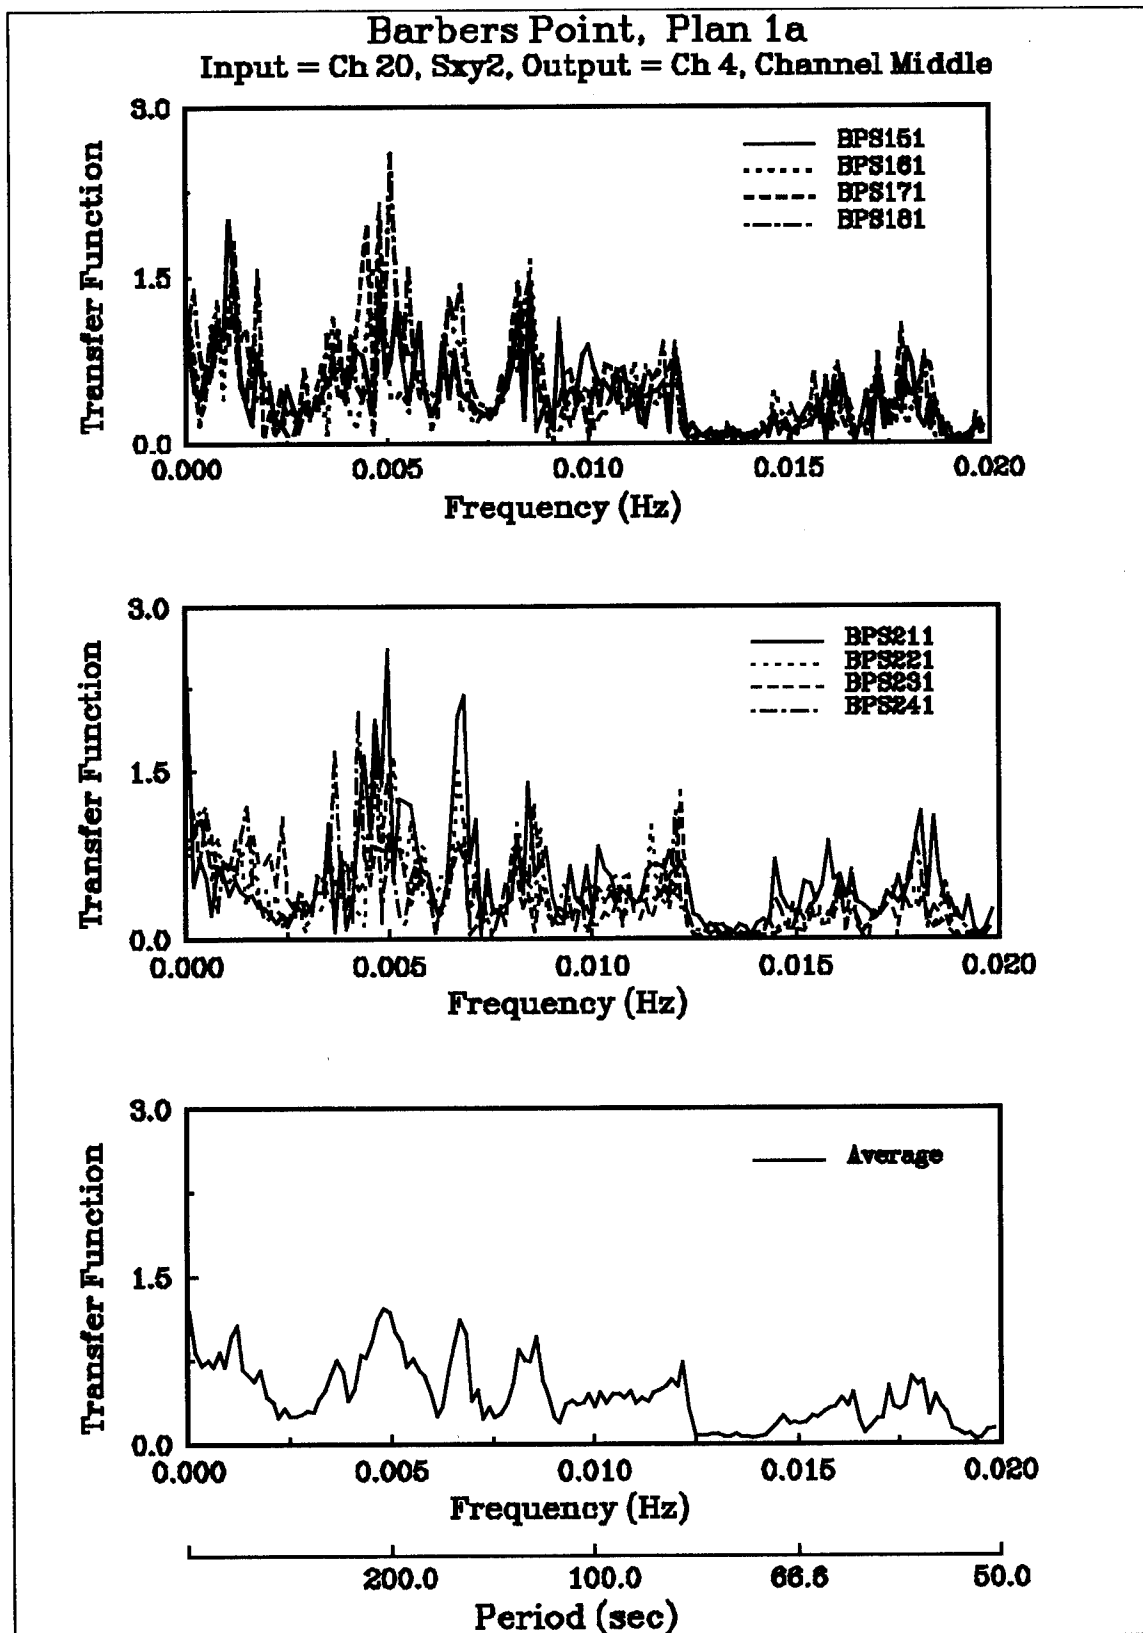 Barbers Point, Plan 1a
Input = Ch 20, Sxy2, Output = Ch 4, Channel Middle
3.0
1.5
0.0
Transfer Function
BPS151
BPS161
BPS171
BPS181
0.000 0.005 0.010 0.015 0.020
Frequency (Hz)
3.0
1.5
0.0
Transfer Function
BPS211
BPS221
BPS231
BPS241
0.000 0.005 0.010 0.015 0.020
Frequency (Hz)
3.0
1.5
0.0
Transfer Function
Average
0.000 0.005 0.010 0.015 0.020
Frequency (Hz)
200.0 100.0 66.6 50.0
Period (sec)